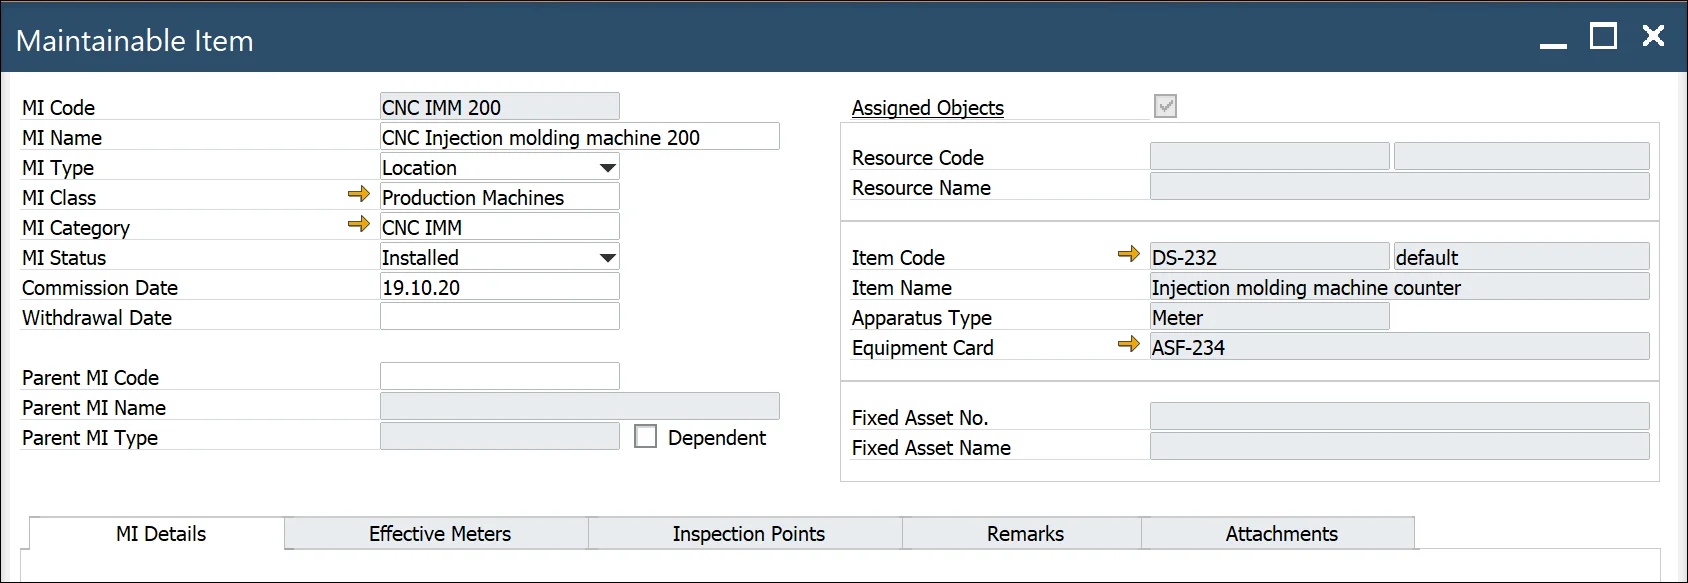 Maintainable Item
MI Code CNC IMM 200
MI Name CNC Injection molding machine 200
MI Type Location
MI Class Production Machines
MI Category CNC IMM
MI Status Installed
Commission Date 19.10.20
Withdrawal Date
Parent MI Code
Parent MI Name
Parent MI Type Dependent
Assigned Objects
Resource Code
Resource Name
Item Code DS-232 default
Item Name Injection molding machine counter
Apparatus Type Meter
Equipment Card ASF-234
Fixed Asset No.
Fixed Asset Name
MI Details Effective Meters Inspection Points Remarks Attachments